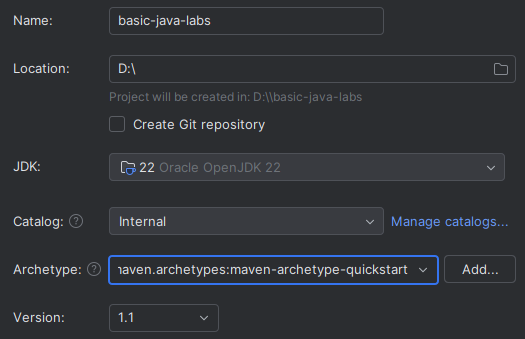 Name: basic-java-labs
Location: D:\
Project will be created in: D:\\basic-java-labs
Create Git repository
JDK: 22 Oracle OpenJDK 22
Catalog: ? Internal Manage catalogs...
Archetype: ? maven.archetypes:maven-archetype-quickstart Add...
Version: 1.1